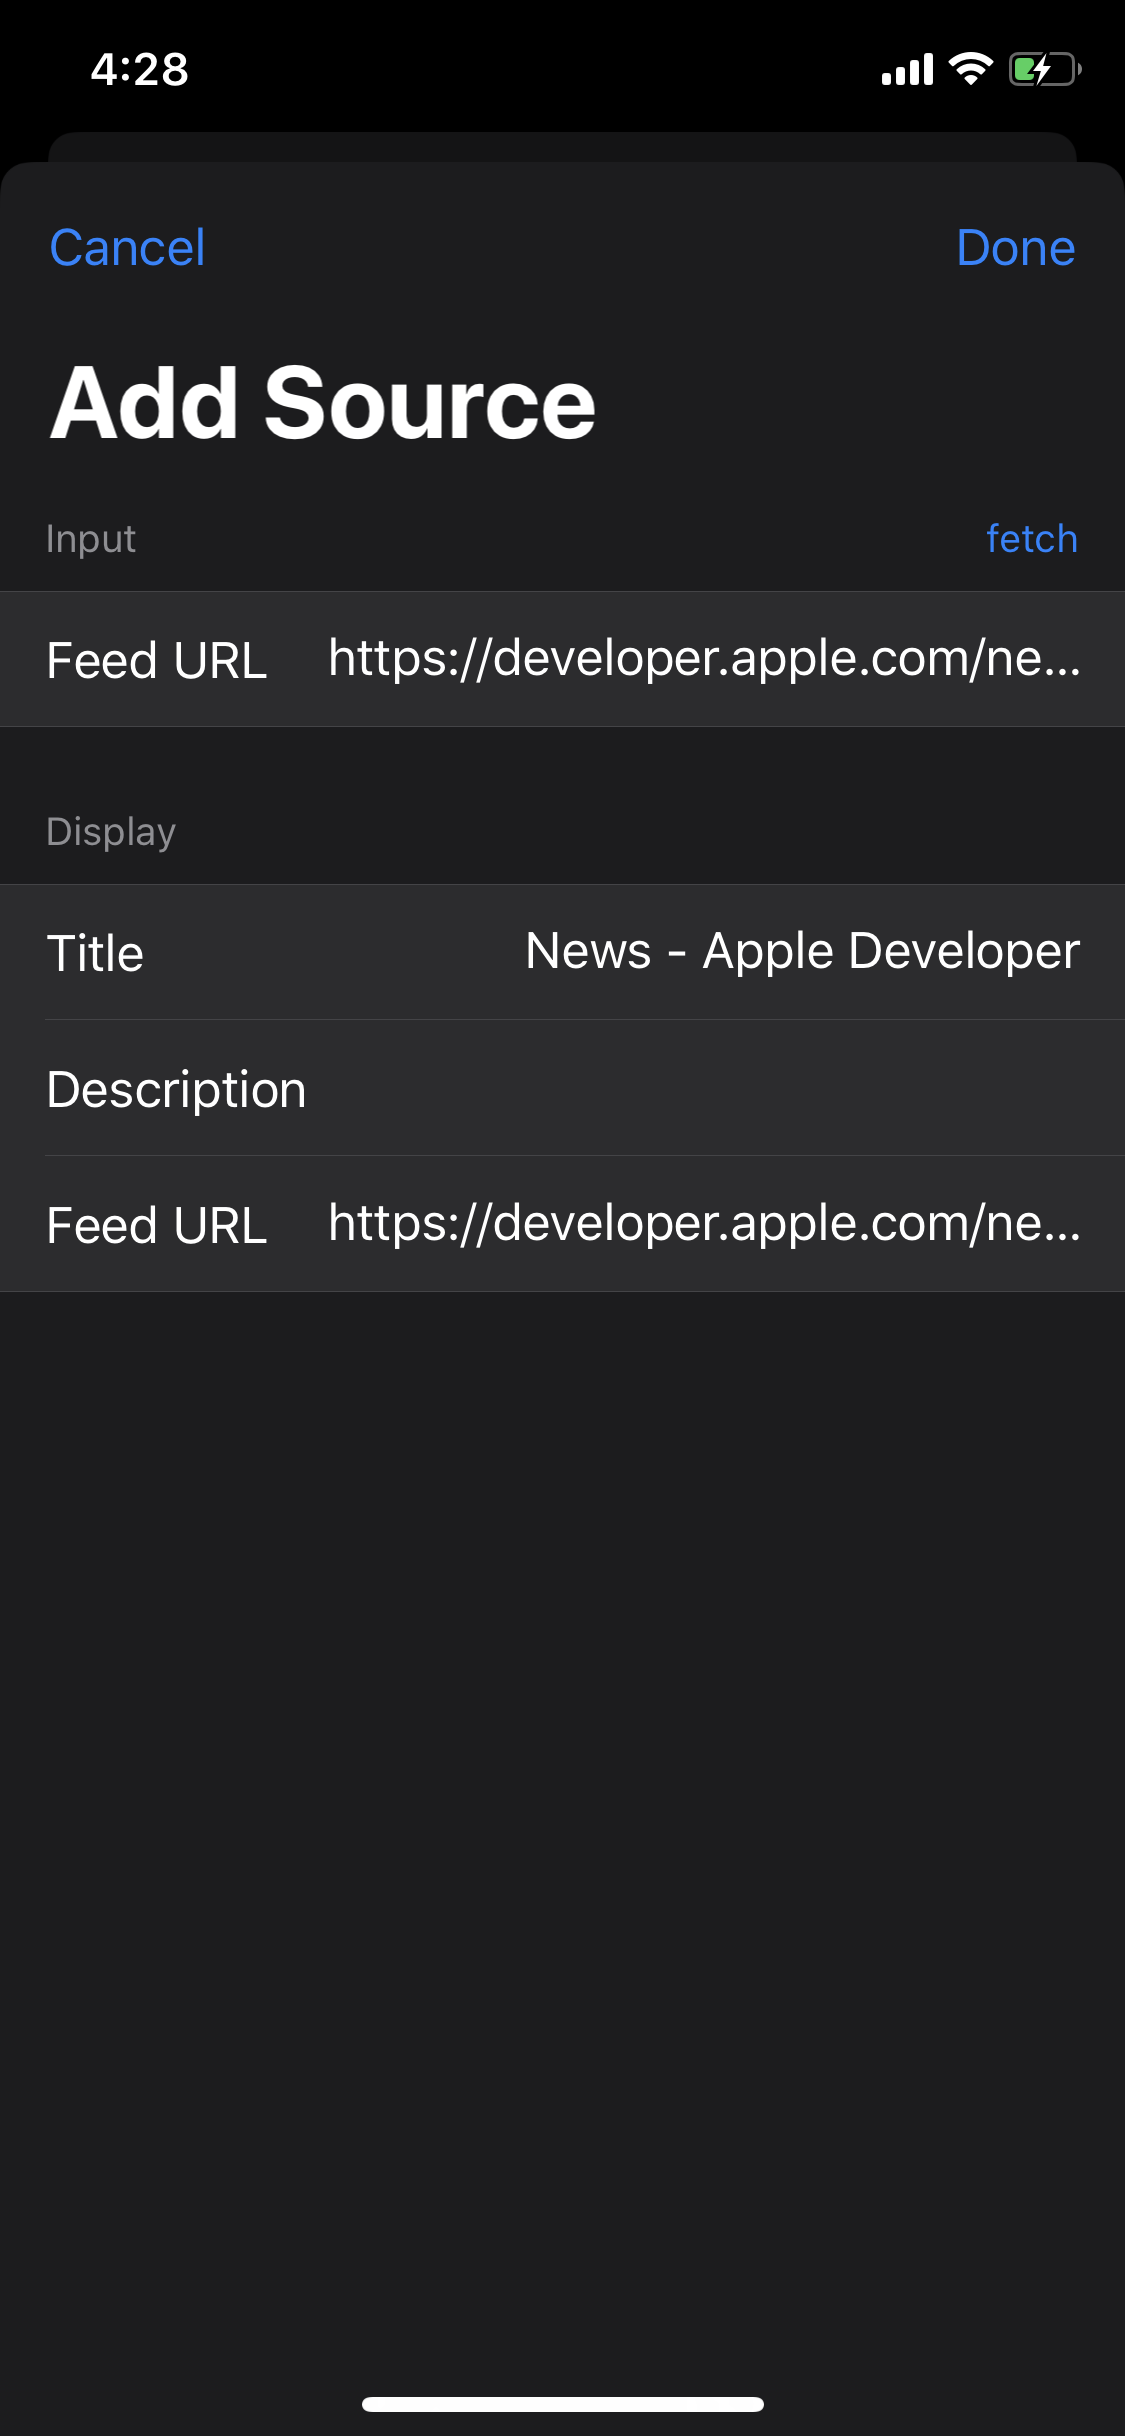 4:28
Cancel Done
Add Source
Input fetch
Feed URL https://developer.apple.com/ne...
Display
Title News - Apple Developer
Description
Feed URL https://developer.apple.com/ne...